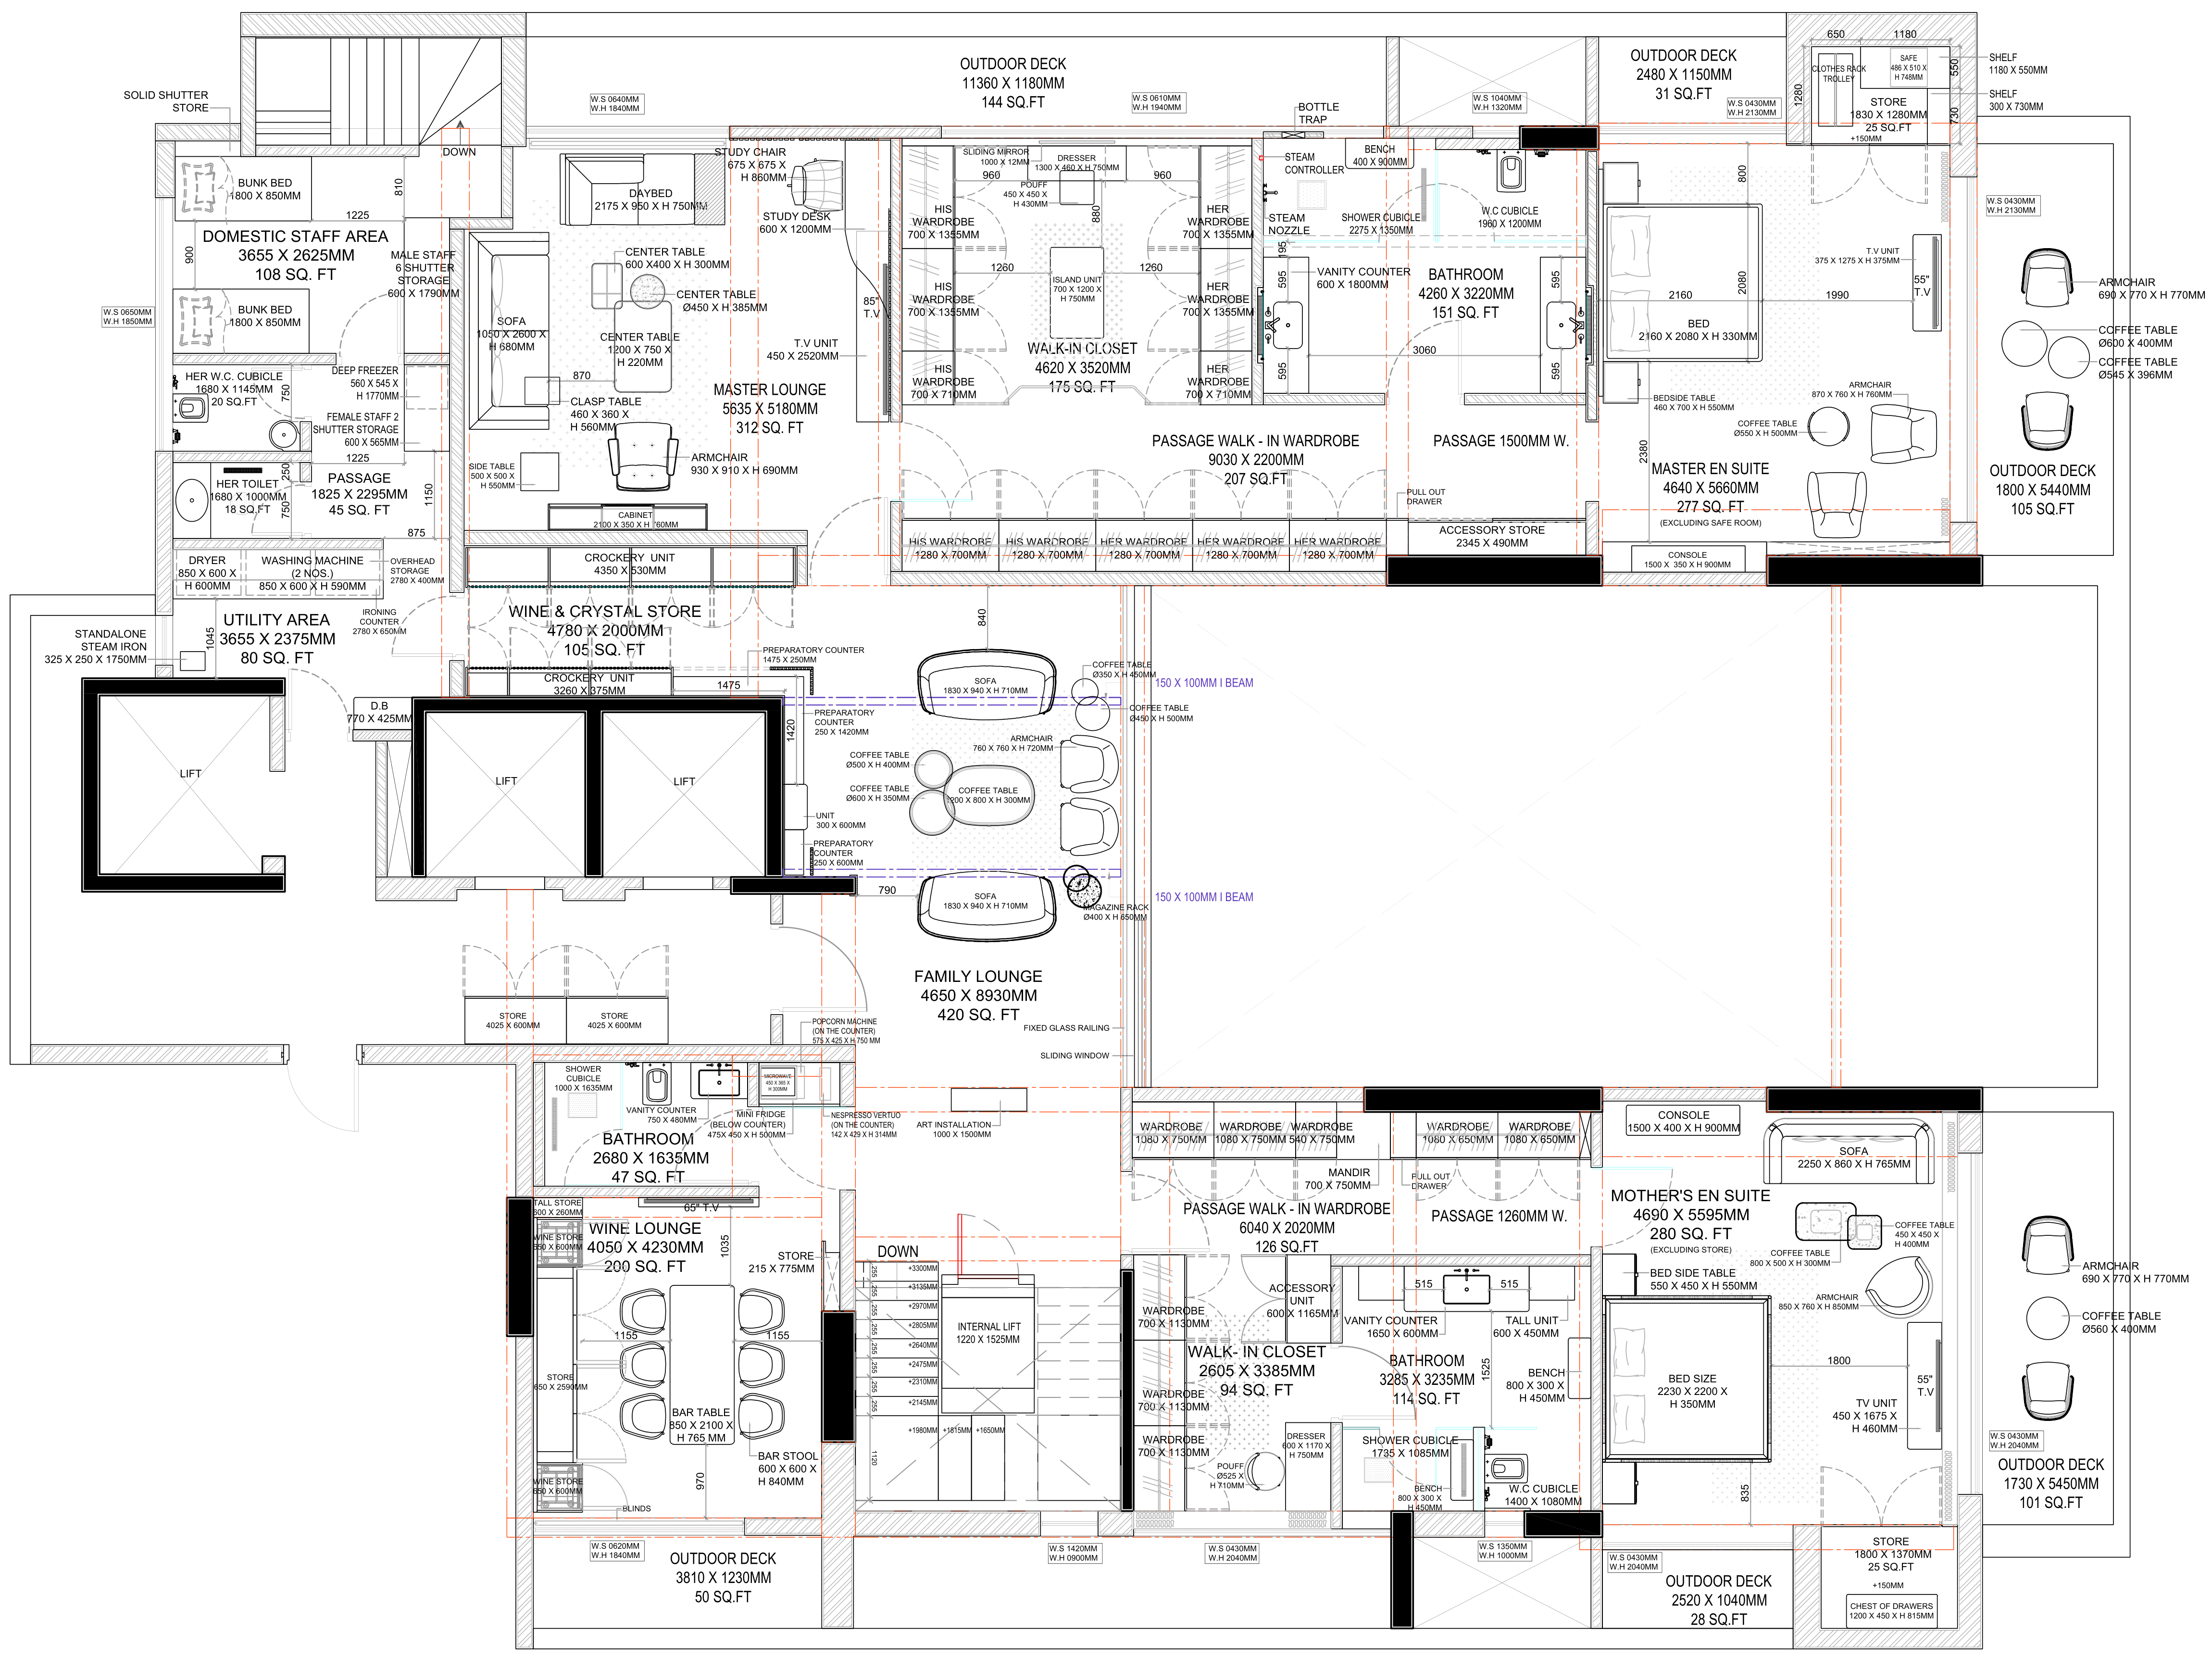 OUTDOOR DECK
11360 X 1180MM
144 SQ.FT
OUTDOOR DECK
2480 X 1150MM
31 SQ.FT
650
1180
SHELF
1180 X 550MM
SAFE
486 X 510 X
H 748MM
550
CLOTHES RACK
TROLLEY
SHELF
300 X 730MM
1280
STORE
1830 X 1280MM
25 SQ.FT
+150MM
730
SOLID SHUTTER
STORE
W.S 0640MM
W.H 1840MM
W.S 0610MM
W.H 1940MM
BOTTLE
TRAP
W.S 1040MM
W.H 1320MM
W.S 0430MM
W.H 2130MM
DOWN
BUNK BED
1800 X 850MM
810
1225
DOMESTIC STAFF AREA
3655 X 2625MM
108 SQ. FT
900
MALE STAFF
6 SHUTTER
STORAGE
600 X 1790MM
BUNK BED
1800 X 850MM
W.S 0650MM
W.H 1850MM
STUDY CHAIR
675 X 675 X
H 860MM
DAYBED
2175 X 950 X H 750MM
STUDY DESK
600 X 1200MM
CENTER TABLE
600 X400 X H 300MM
CENTER TABLE
Ø450 X H 385MM
SOFA
1050 X 2600 X
H 680MM
CENTER TABLE
1200 X 750 X
H 220MM
85"
T.V
T.V UNIT
450 X 2520MM
870
MASTER LOUNGE
5635 X 5180MM
312 SQ. FT
CLASP TABLE
460 X 360 X
H 560MM
ARMCHAIR
930 X 910 X H 690MM
SIDE TABLE
500 X 500 X
H 550MM
CABINET
2100 X 350 X H 760MM
SLIDING MIRROR
1000 X 12MM
DRESSER
1300 X 460 X H 750MM
960
960
POUFF
450 X 450 X
H 430MM
880
HIS
WARDROBE
700 X 1355MM
HER
WARDROBE
700 X 1355MM
1260
1260
ISLAND UNIT
700 X 1200 X
H 750MM
HIS
WARDROBE
700 X 1355MM
HER
WARDROBE
700 X 1355MM
WALK-IN CLOSET
4620 X 3520MM
175 SQ. FT
HIS
WARDROBE
700 X 710MM
HER
WARDROBE
700 X 710MM
STEAM
CONTROLLER
BENCH
400 X 900MM
STEAM
NOZZLE
SHOWER CUBICLE
2275 X 1350MM
W.C CUBICLE
1960 X 1200MM
195
595
595
VANITY COUNTER
600 X 1800MM
BATHROOM
4260 X 3220MM
151 SQ. FT
3060
595
595
800
2160
2080
1990
BED
2160 X 2080 X H 330MM
T.V UNIT
375 X 1275 X H 375MM
55"
T.V
W.S 0430MM
W.H 2130MM
ARMCHAIR
690 X 770 X H 770MM
COFFEE TABLE
Ø600 X 400MM
COFFEE TABLE
Ø545 X 396MM
BEDSIDE TABLE
460 X 700 X H 550MM
ARMCHAIR
870 X 760 X H 760MM
COFFEE TABLE
Ø550 X H 500MM
2380
MASTER EN SUITE
4640 X 5660MM
277 SQ. FT
(EXCLUDING SAFE ROOM)
OUTDOOR DECK
1800 X 5440MM
105 SQ.FT
CONSOLE
1500 X 350 X H 900MM
PASSAGE WALK - IN WARDROBE
9030 X 2200MM
207 SQ.FT
PASSAGE 1500MM W.
PULL OUT
DRAWER
HIS WARDROBE
1280 X 700MM
HIS WARDROBE
1280 X 700MM
HER WARDROBE
1280 X 700MM
HER WARDROBE
1280 X 700MM
HER WARDROBE
1280 X 700MM
ACCESSORY STORE
2345 X 490MM
HER W.C. CUBICLE
1680 X 1145MM
20 SQ.FT
750
DEEP FREEZER
560 X 545 X
H 1770MM
FEMALE STAFF 2
SHUTTER STORAGE
600 X 565MM
1225
250
HER TOILET
1680 X 1000MM
18 SQ.FT
750
PASSAGE
1825 X 2295MM
45 SQ. FT
1150
875
DRYER
850 X 600 X
H 600MM
WASHING MACHINE
(2 NOS.)
850 X 600 X H 590MM
OVERHEAD
STORAGE
2780 X 400MM
CROCKERY UNIT
4350 X 530MM
IRONING
COUNTER
2780 X 650MM
UTILITY AREA
3655 X 2375MM
80 SQ. FT
1045
STANDALONE
STEAM IRON
325 X 250 X 1750MM
WINE & CRYSTAL STORE
4780 X 2000MM
105 SQ. FT
CROCKERY UNIT
3260 X 375MM
1475
PREPARATORY COUNTER
1475 X 250MM
840
SOFA
1830 X 940 X H 710MM
COFFEE TABLE
Ø350 X H 450MM
150 X 100MM I BEAM
COFFEE TABLE
Ø450 X H 500MM
D.B
770 X 425MM
PREPARATORY
COUNTER
250 X 1420MM
1420
ARMCHAIR
760 X 760 X H 720MM
COFFEE TABLE
Ø500 X H 400MM
COFFEE TABLE
Ø600 X H 350MM
COFFEE TABLE
1200 X 800 X H 300MM
LIFT
LIFT
LIFT
UNIT
300 X 600MM
PREPARATORY
COUNTER
250 X 600MM
790
SOFA
1830 X 940 X H 710MM
150 X 100MM I BEAM
MAGAZINE RACK
Ø400 X H 650MM
FAMILY LOUNGE
4650 X 8930MM
420 SQ. FT
FIXED GLASS RAILING
SLIDING WINDOW
STORE
4025 X 600MM
STORE
4025 X 600MM
POPCORN MACHINE
(ON THE COUNTER)
575 X 425 X H 750 MM
SHOWER
CUBICLE
1000 X 1635MM
MICROWAVE
450 X 365 X
H 300MM
VANITY COUNTER
750 X 480MM
MINI FRIDGE
(BELOW COUNTER)
475X 450 X H 500MM
NESPRESSO VERTUO
(ON THE COUNTER)
142 X 429 X H 314MM
ART INSTALLATION
1000 X 1500MM
BATHROOM
2680 X 1635MM
47 SQ. FT
WARDROBE
1080 X 750MM
WARDROBE
1080 X 750MM
WARDROBE
540 X 750MM
WARDROBE
1080 X 650MM
WARDROBE
1080 X 650MM
MANDIR
700 X 750MM
PULL OUT
DRAWER
PASSAGE WALK - IN WARDROBE
6040 X 2020MM
126 SQ.FT
PASSAGE 1260MM W.
CONSOLE
1500 X 400 X H 900MM
SOFA
2250 X 860 X H 765MM
MOTHER'S EN SUITE
4690 X 5595MM
280 SQ. FT
(EXCLUDING STORE)
COFFEE TABLE
450 X 450 X
H 400MM
COFFEE TABLE
800 X 500 X H 300MM
BED SIDE TABLE
550 X 450 X H 550MM
ARMCHAIR
850 X 760 X H 850MM
ARMCHAIR
690 X 770 X H 770MM
COFFEE TABLE
Ø560 X 400MM
1800
BED SIZE
2230 X 2200 X
H 350MM
55"
T.V
TV UNIT
450 X 1675 X
H 460MM
W.S 0430MM
W.H 2040MM
OUTDOOR DECK
1730 X 5450MM
101 SQ.FT
835
TALL STORE
600 X 260MM
65" T.V
WINE STORE
650 X 600MM
WINE LOUNGE
4050 X 4230MM
200 SQ. FT
1035
STORE
215 X 775MM
1155
1155
STORE
650 X 2590MM
BAR TABLE
850 X 2100 X
H 765 MM
BAR STOOL
600 X 600 X
H 840MM
970
WINE STORE
650 X 600MM
BLINDS
DOWN
255
+3300MM
255
+3135MM
255
+2970MM
255
+2805MM
255
+2640MM
255
+2475MM
255
+2310MM
255
+2145MM
+1980MM
+1815MM
+1650MM
1120
INTERNAL LIFT
1220 X 1525MM
ACCESSORY
UNIT
600 X 1165MM
WARDROBE
700 X 1130MM
WALK- IN CLOSET
2605 X 3385MM
94 SQ. FT
WARDROBE
700 X 1130MM
WARDROBE
700 X 1130MM
DRESSER
600 X 1170 X
H 750MM
POUFF
Ø525 X
H 710MM
515
515
VANITY COUNTER
1650 X 600MM
TALL UNIT
600 X 450MM
BATHROOM
3285 X 3235MM
114 SQ. FT
1525
BENCH
800 X 300 X
H 450MM
SHOWER CUBICLE
1735 X 1085MM
BENCH
800 X 300 X
H 450MM
W.C CUBICLE
1400 X 1080MM
W.S 0620MM
W.H 1840MM
OUTDOOR DECK
3810 X 1230MM
50 SQ.FT
W.S 1420MM
W.H 0900MM
W.S 0430MM
W.H 2040MM
W.S 1350MM
W.H 1000MM
W.S 0430MM
W.H 2040MM
OUTDOOR DECK
2520 X 1040MM
28 SQ.FT
STORE
1800 X 1370MM
25 SQ.FT
+150MM
CHEST OF DRAWERS
1200 X 450 X H 815MM